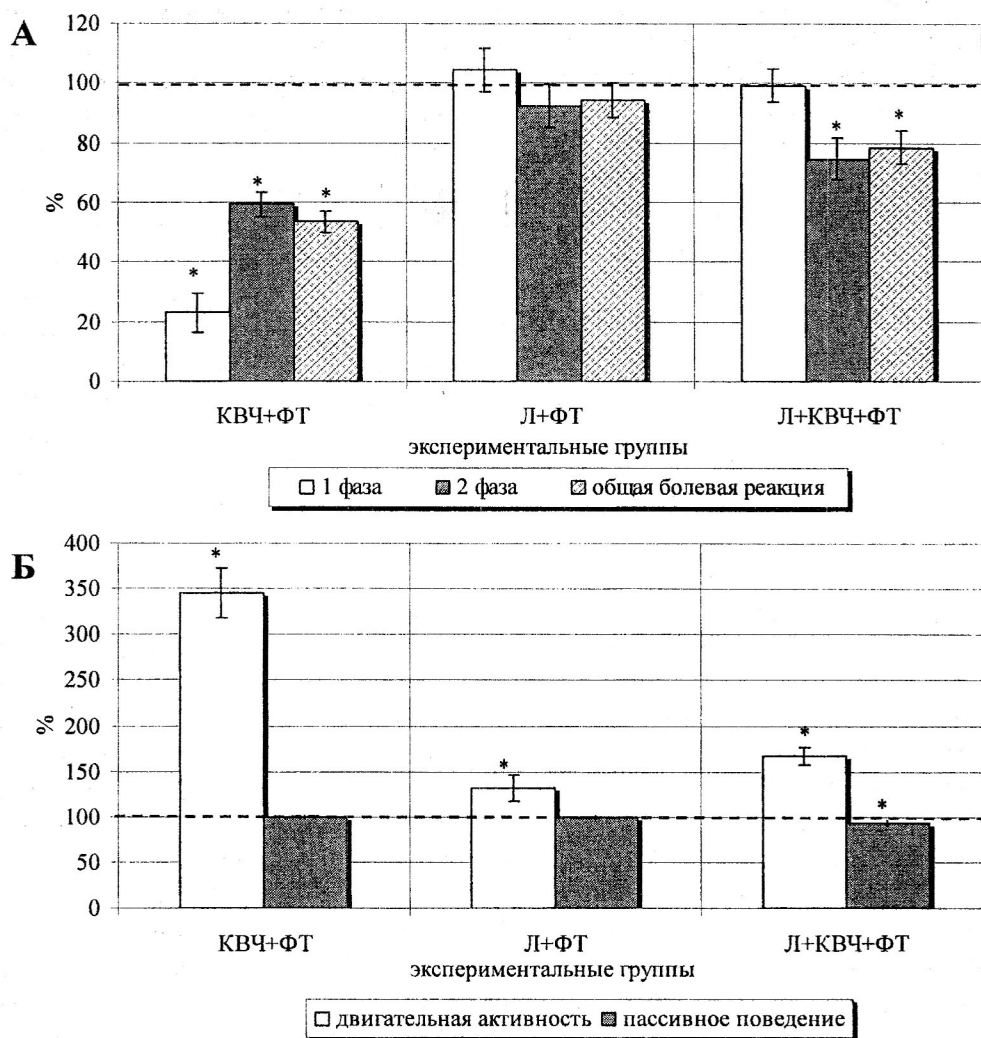 А
120
100
80
60
40
20
0
%
* * * * *
КВЧ+ФТ Л+ФТ Л+КВЧ+ФТ
экспериментальные группы
1 фаза 2 фаза общая болевая реакция
Б
400
350
300
250
200
150
100
50
0
%
* * * *
КВЧ+ФТ Л+ФТ Л+КВЧ+ФТ
экспериментальные группы
двигательная активность пассивное поведение